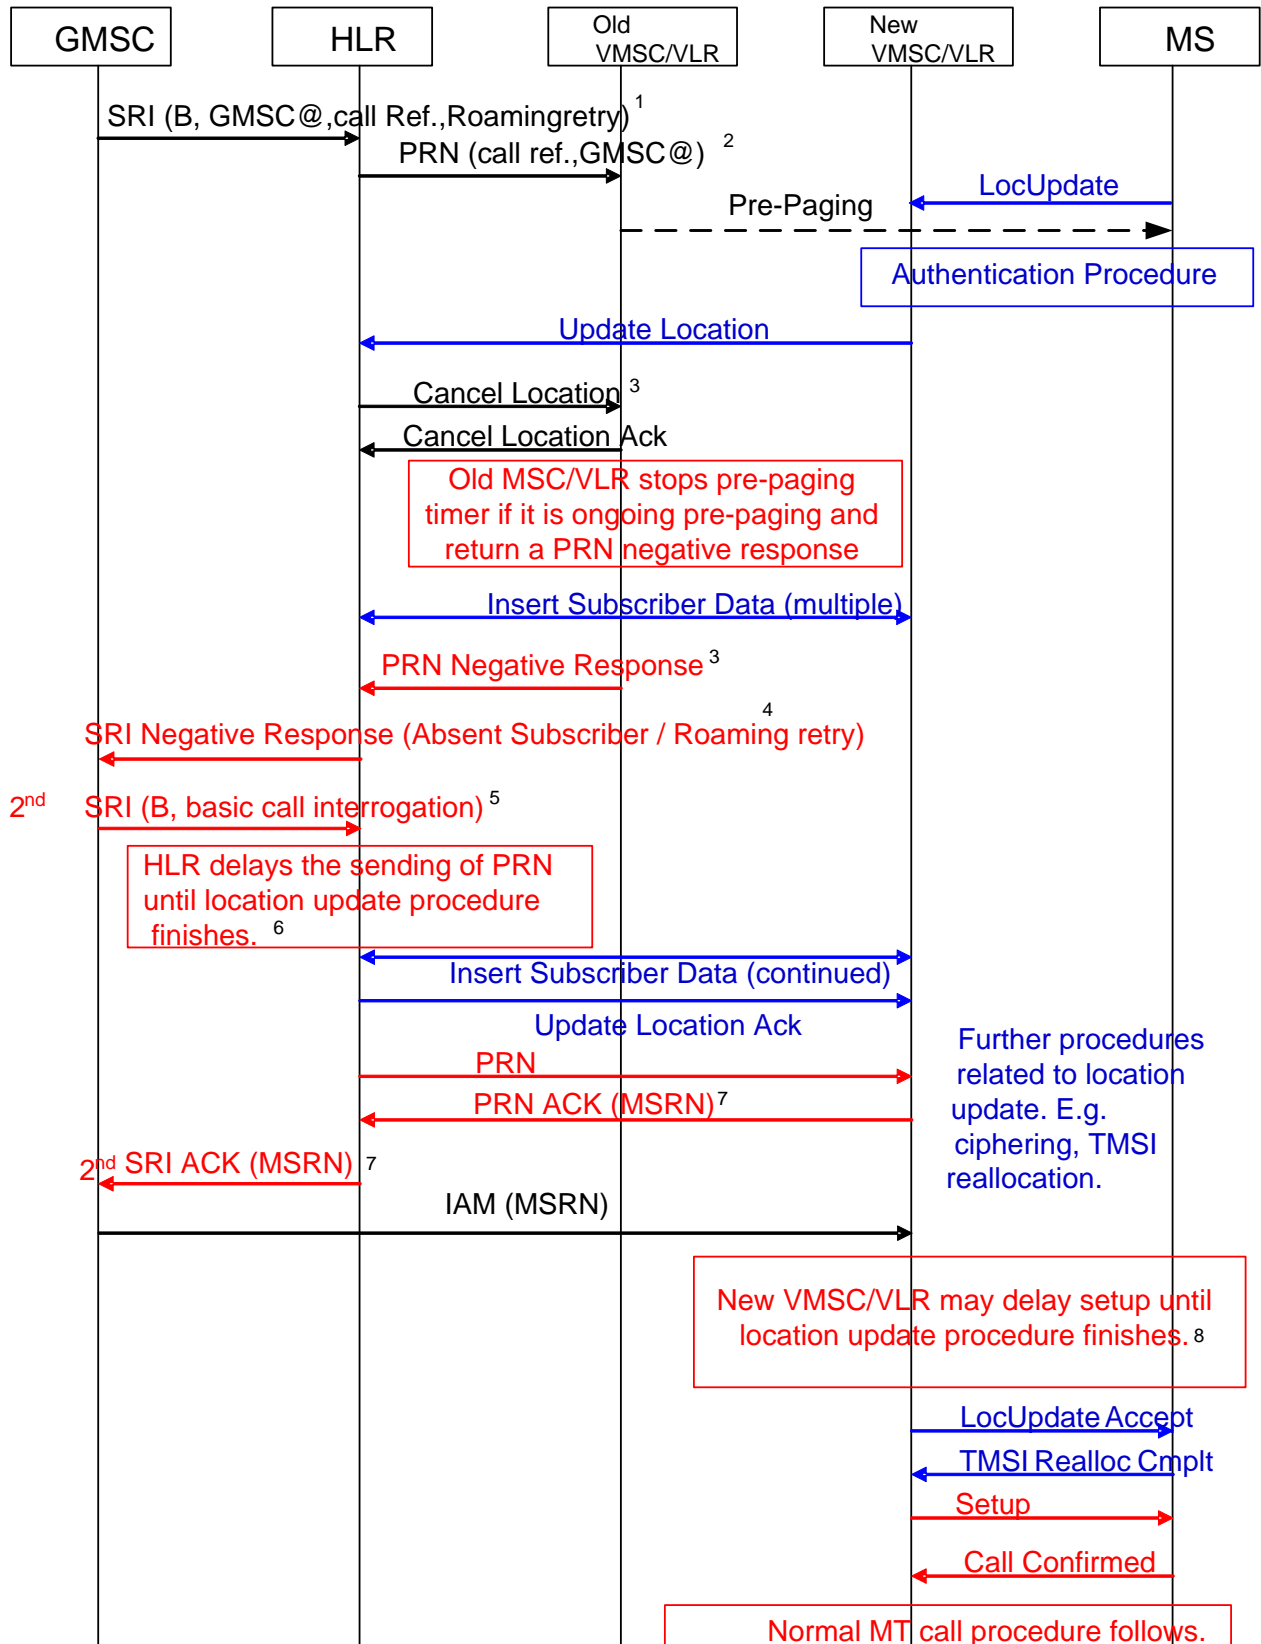 GMSC
HLR
Old
VMSC/VLR
New
VMSC/VLR
MS
SRI (B, GMSC@,call Ref.,Roamingretry) 1
PRN (call ref.,GMSC@) 2
LocUpdate
Pre-Paging
Authentication Procedure
Update Location
Cancel Location 3
Cancel Location Ack
Old MSC/VLR stops pre-paging
timer if it is ongoing pre-paging and
return a PRN negative response
Insert Subscriber Data (multiple)
PRN Negative Response 3
4
SRI Negative Response (Absent Subscriber / Roaming retry)
2nd SRI (B, basic call interrogation) 5
HLR delays the sending of PRN
until location update procedure
finishes. 6
Insert Subscriber Data (continued)
Update Location Ack
PRN
PRN ACK (MSRN) 7
Further procedures
related to location
update. E.g.
ciphering, TMSI
reallocation.
2nd SRI ACK (MSRN) 7
IAM (MSRN)
New VMSC/VLR may delay setup until
location update procedure finishes. 8
LocUpdate Accept
TMSI Realloc Cmplt
Setup
Call Confirmed
Normal MT call procedure follows.